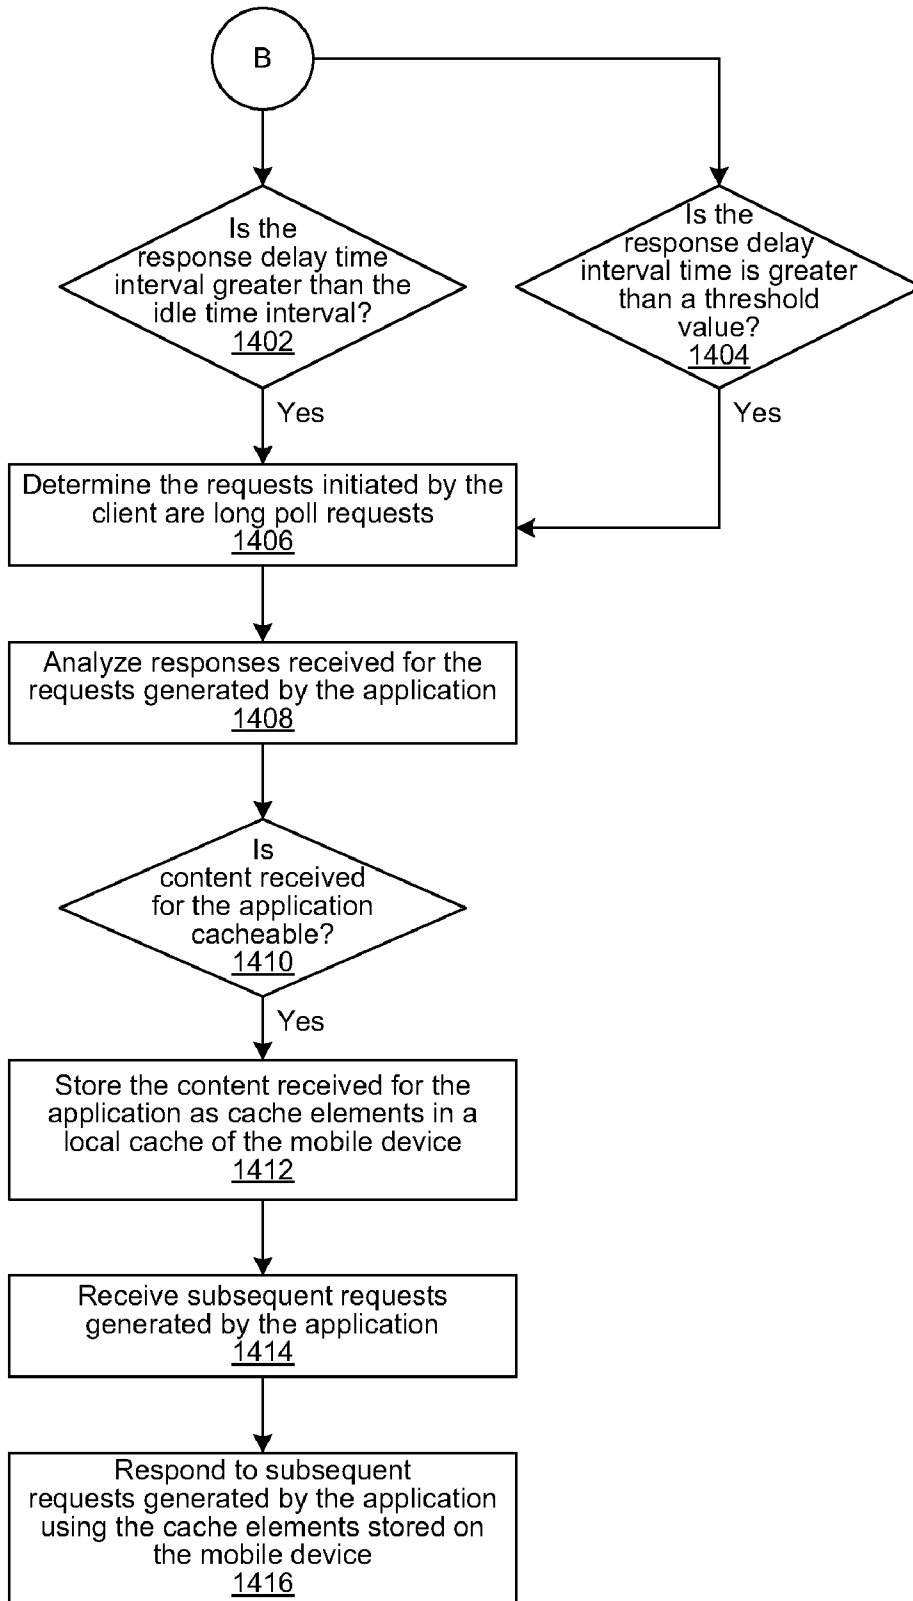 B
Is the
response delay time
interval greater than the
idle time interval?
1402
Is the
response delay
interval time is greater
than a threshold
value?
1404
Yes
Yes
Determine the requests initiated by the
client are long poll requests
1406
Analyze responses received for the
requests generated by the application
1408
Is
content received
for the application
cacheable?
1410
Yes
Store the content received for the
application as cache elements in a
local cache of the mobile device
1412
Receive subsequent requests
generated by the application
1414
Respond to subsequent
requests generated by the application
using the cache elements stored on
the mobile device
1416